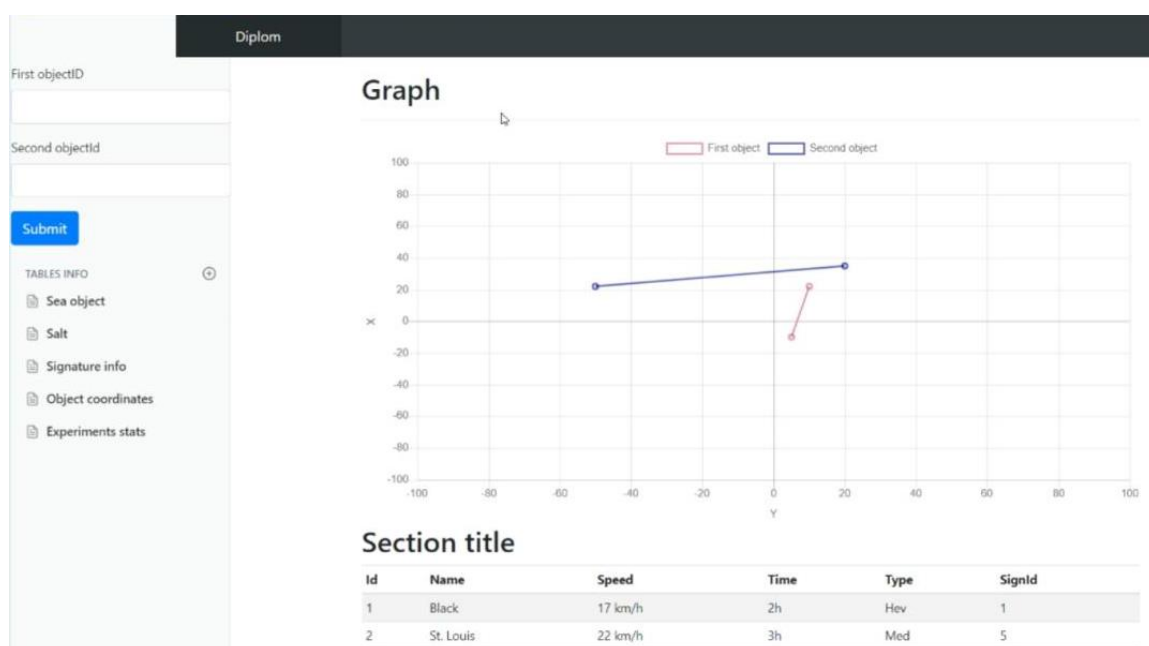 Diplom
First objectID
Second objectId
Submit
TABLES INFO
Sea object
Salt
Signature info
Object coordinates
Experiments stats
Graph
First object Second object
100
80
60
40
20
X 0
-20
-40
-60
-80
-100
-100 -80 -60 -40 -20 0 20 40 60 80 100
Y
Section title
Id Name Speed Time Type SignId
1 Black 17 km/h 2h Hev 1
2 St. Louis 22 km/h 3h Med 5